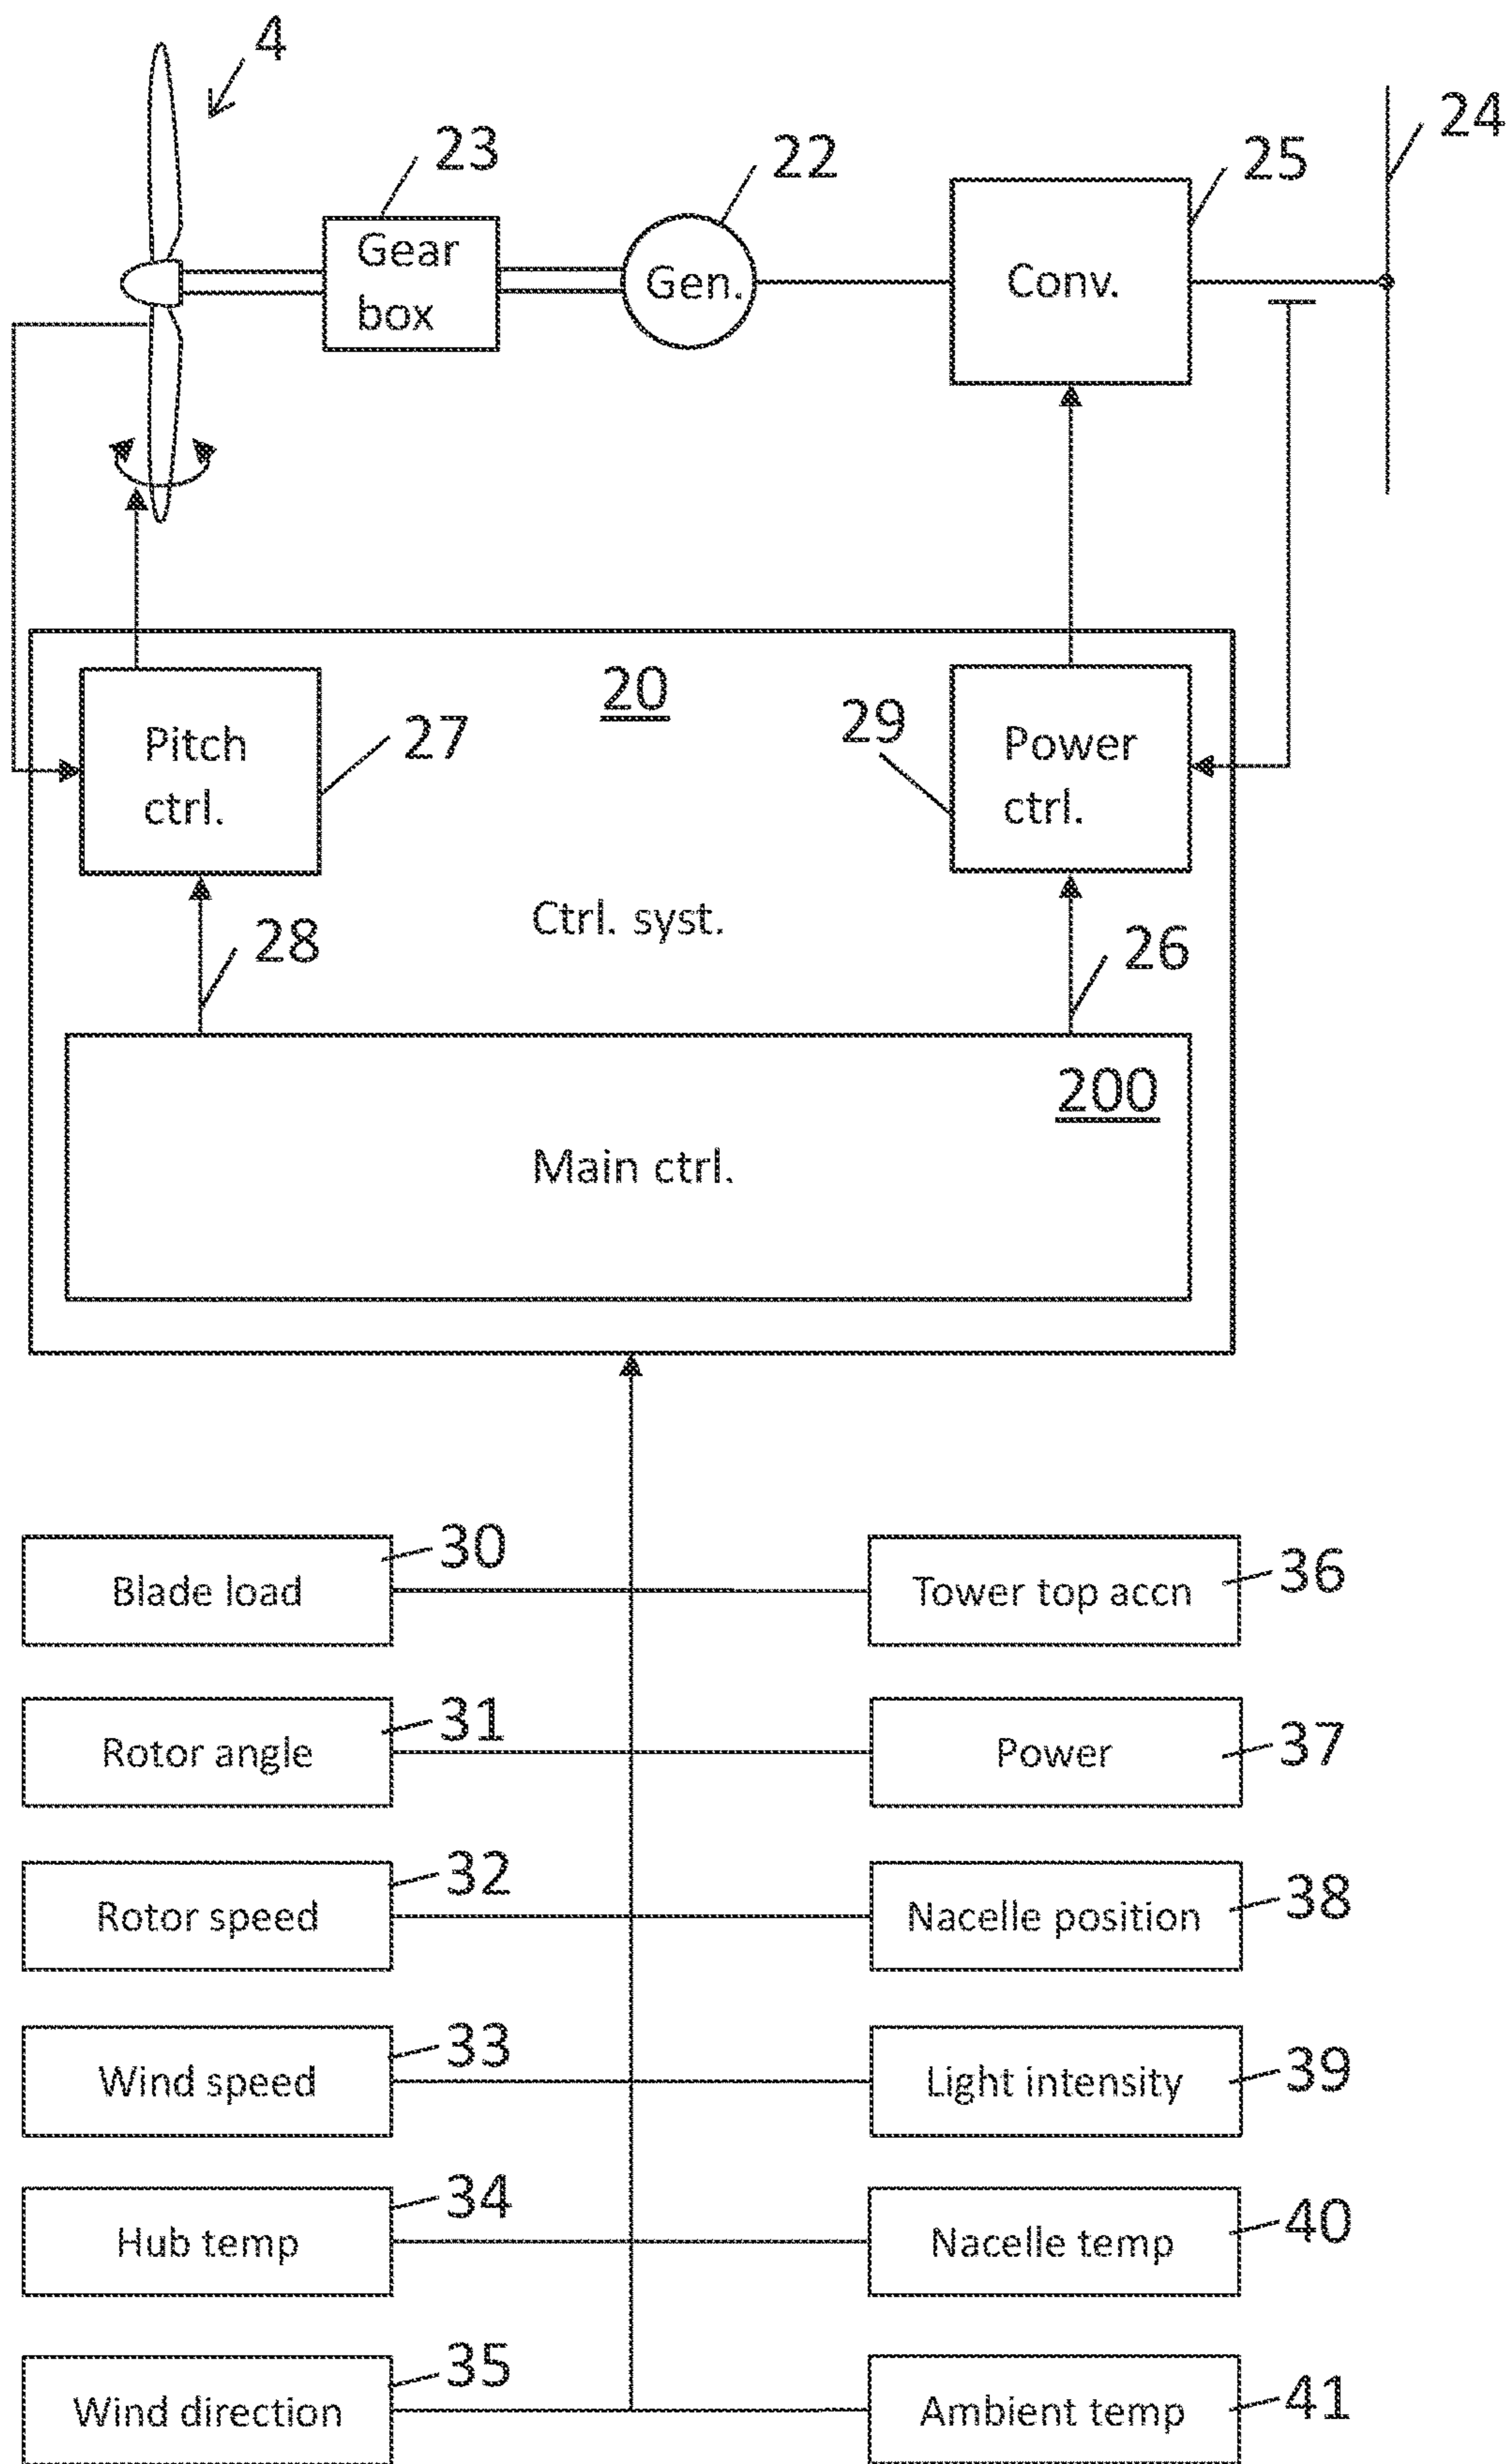 4
24
23
22
25
Gear
box
Gen.
Conv.
20
Pitch
ctrl.
27
29
Power
ctrl.
Ctrl. syst.
28
26
200
Main ctrl.
30
Blade load
36
Tower top accn
31
Rotor angle
37
Power
32
Rotor speed
38
Nacelle position
33
Wind speed
39
Light intensity
34
Hub temp
40
Nacelle temp
35
Wind direction
41
Ambient temp